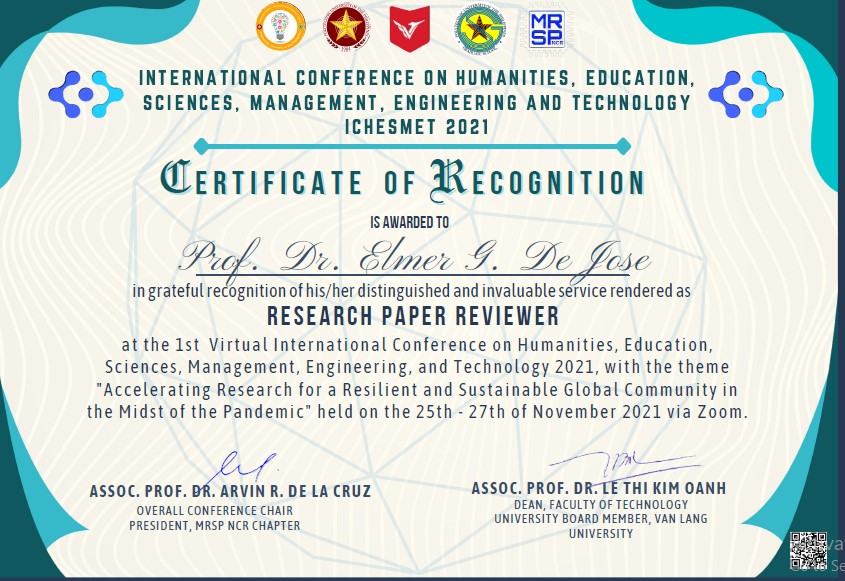 MR
SP
NCR
INTERNATIONAL CONFERENCE ON HUMANITIES, EDUCATION,
SCIENCES, MANAGEMENT, ENGINEERING AND TECHNOLOGY
ICHESMET 2021
CERTIFICATE OF RECOGNITION
IS AWARDED TO
Prof. Dr. Elmer G. De Jose
in grateful recognition of his/her distinguished and invaluable service rendered as
RESEARCH PAPER REVIEWER
at the 1st Virtual International Conference on Humanities, Education,
Sciences, Management, Engineering, and Technology 2021, with the theme
"Accelerating Research for a Resilient and Sustainable Global Community in
the Midst of the Pandemic" held on the 25th - 27th of November 2021 via Zoom.
ASSOC. PROF. DR. ARVIN R. DE LA CRUZ
OVERALL CONFERENCE CHAIR
PRESIDENT, MRSP NCR CHAPTER
ASSOC. PROF. DR. LE THI KIM OANH
DEAN, FACULTY OF TECHNOLOGY
UNIVERSITY BOARD MEMBER, VAN LANG
UNIVERSITY